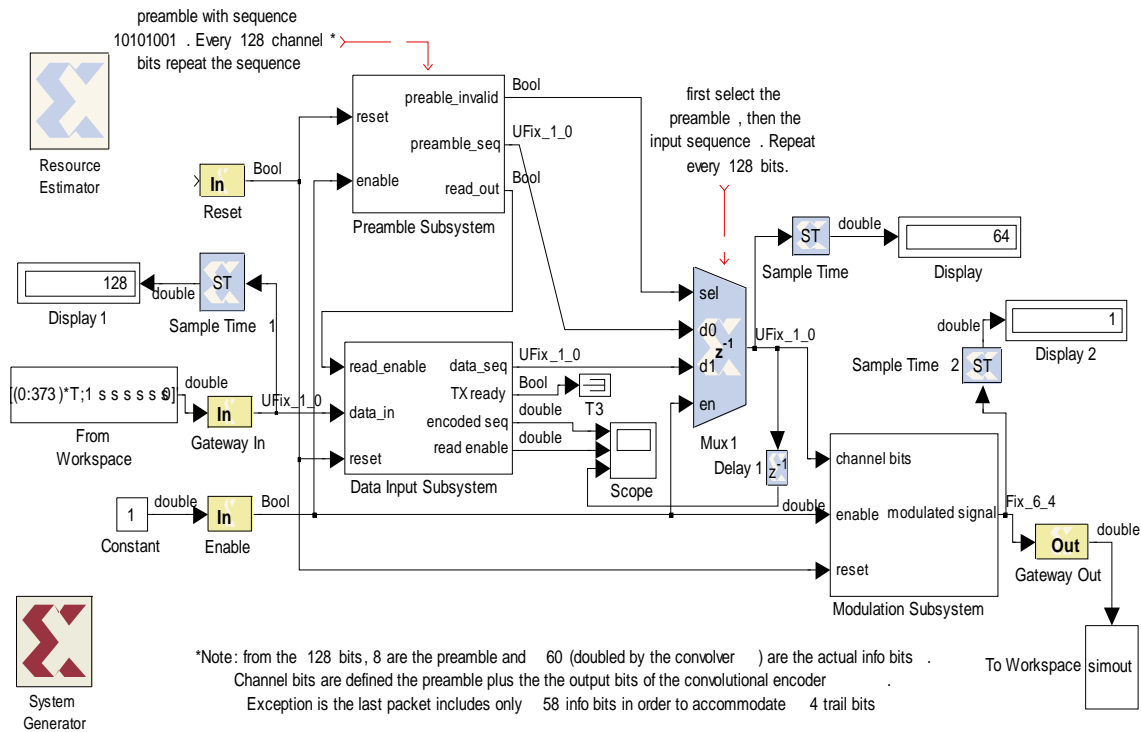 preamble with sequence
10101001 . Every 128 channel *
bits repeat the sequence
Resource
Estimator
In
Reset
Bool
reset
enable
preable_invalid
preamble_seq
read_out
Preamble Subsystem
Bool
UFix_1_0
Bool
first select the
preamble , then the
input sequence . Repeat
every 128 bits.
128
Display 1
double
ST
Sample Time 1
ST
Sample Time
double
64
Display
[(0:373 )*T;1 s s s s s 0]'
From
Workspace
double
In
Gateway In
UFix_1_0
read_enable
data_in
reset
data_seq
TX ready
encoded seq
read enable
Data Input Subsystem
UFix_1_0
Bool
double
double
T3
Scope
sel
d0
d1
en
z-1
Mux 1
UFix_1_0
Delay 1
z-1
double
1
Display 2
Sample Time 2
ST
1
Constant
double
In
Enable
Bool
double
channel bits
enable
reset
modulated signal
Modulation Subsystem
Fix_6_4
Out
Gateway Out
double
To Workspace
simout
System
Generator
*Note: from the 128 bits, 8 are the preamble and 60 (doubled by the convolver ) are the actual info bits .
Channel bits are defined the preamble plus the the output bits of the convolutional encoder .
Exception is the last packet includes only 58 info bits in order to accommodate 4 trail bits